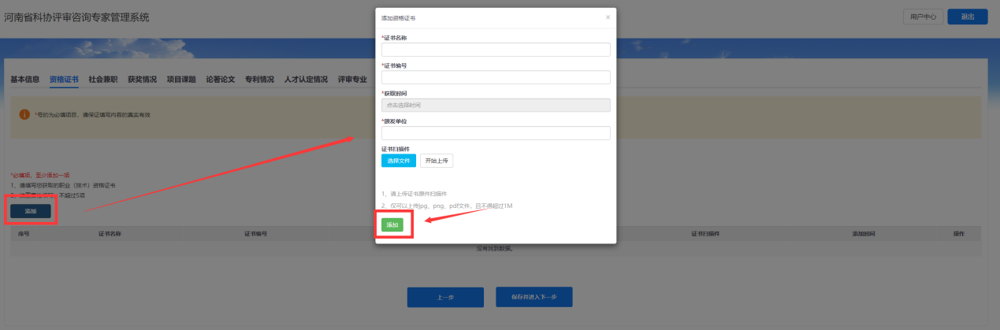 河南省科协评审咨询专家管理系统
用户中心
退出
基本信息 资格证书 社会兼职 获奖情况 项目课题 论著论文 专利情况 人才认定情况 评审专业
*号的为必填项目，请保证填写内容的真实有效
*必填项，至少添加一项
1、请填写您获取的职业（技术）资格证书
不超过5项
添加
添加资格证书 ×
*证书名称
*证书编号
*获取时间
点击选择时间
*颁发单位
证书扫描件
选择文件 开始上传
1、请上传证书原件扫描件
2、仅可以上传jpg、png、pdf文件，且不得超过1M
添加
序号 证书名称 证书编号 证书扫描件 添加时间 操作
没有找到数据。
上一步 保存并进入下一步